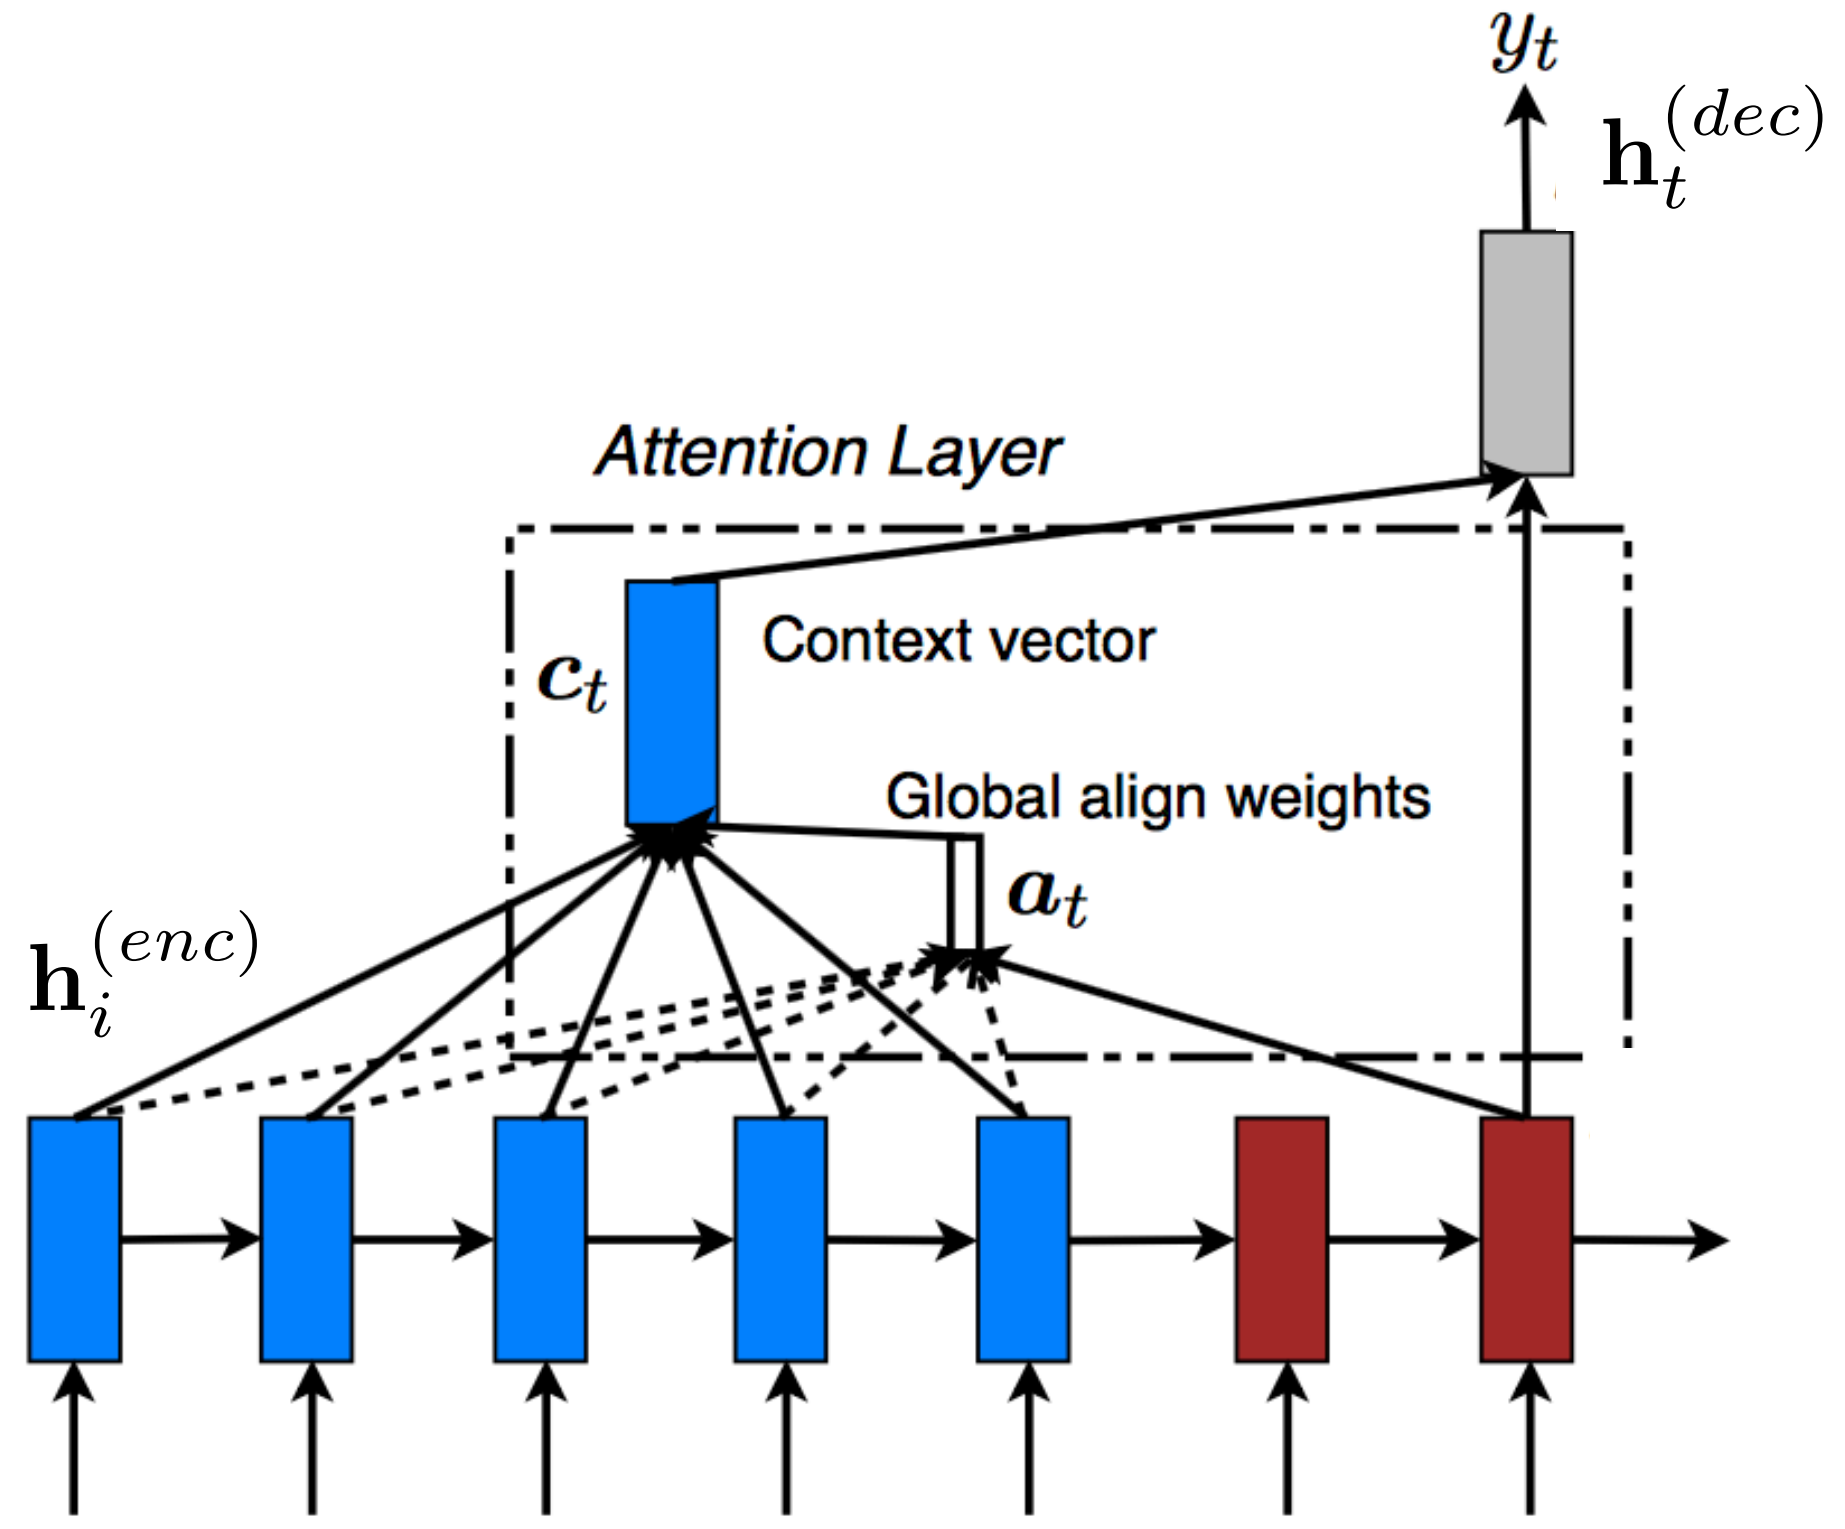 y_t
h_t^{(dec)}
Attention Layer
Context vector
c_t
Global align weights
a_t
h_i^{(enc)}